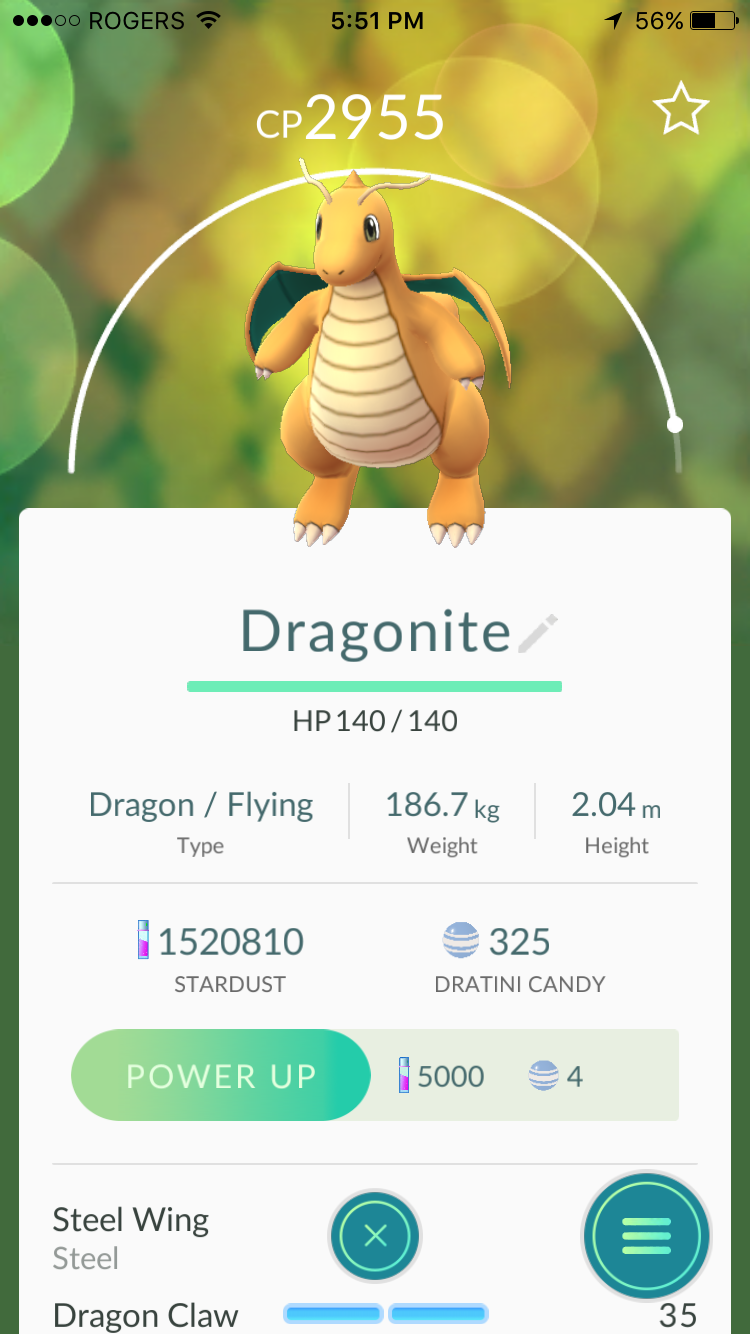 ROGERS 5:51 PM 56%
CP2955
Dragonite
HP 140 / 140
Dragon / Flying 186.7 kg 2.04 m
Type Weight Height
1520810 325
STARDUST DRATINI CANDY
POWER UP 5000 4
Steel Wing
Steel
Dragon Claw 35